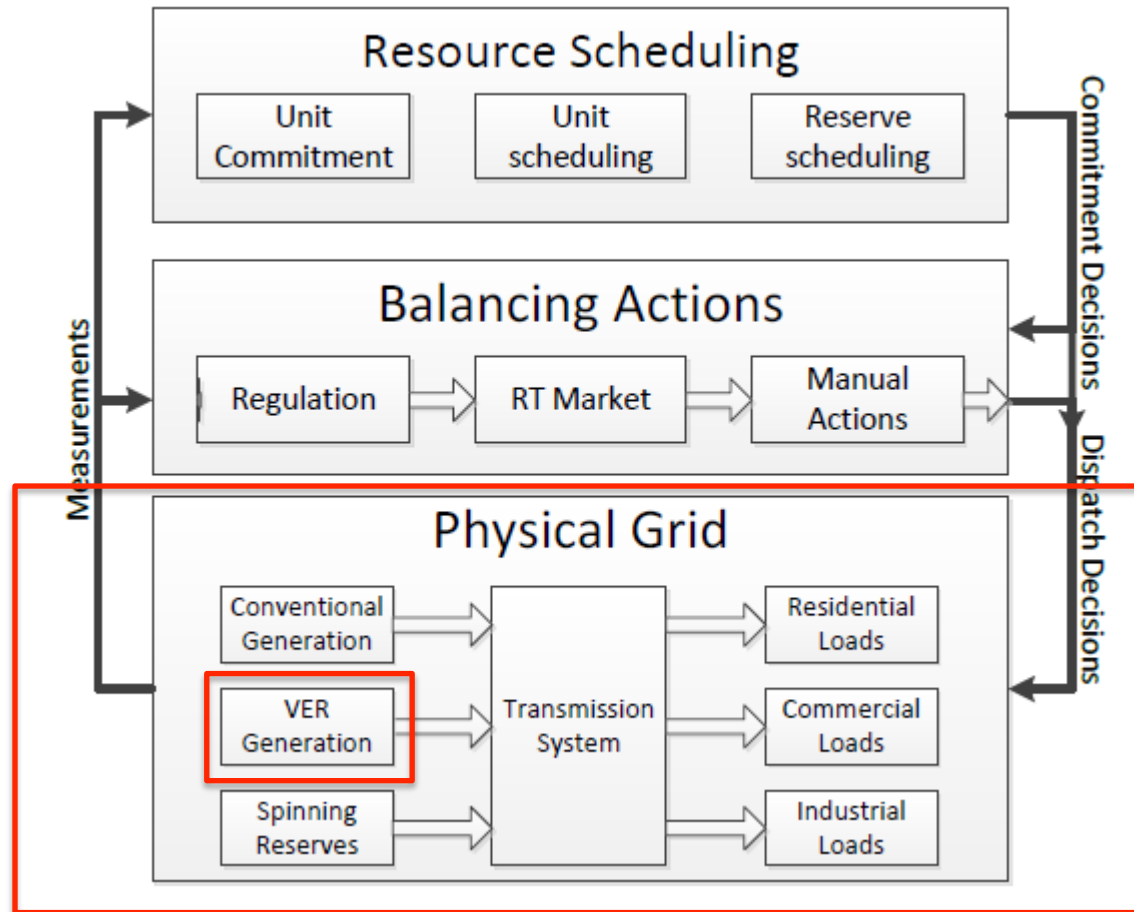 Resource Scheduling
Unit
Commitment
Unit
scheduling
Reserve
scheduling
Commitment Decisions
Balancing Actions
Regulation
RT Market
Manual
Actions
Measurements
Dispatch Decisions
Physical Grid
Conventional
Generation
VER
Generation
Spinning
Reserves
Transmission
System
Residential
Loads
Commercial
Loads
Industrial
Loads